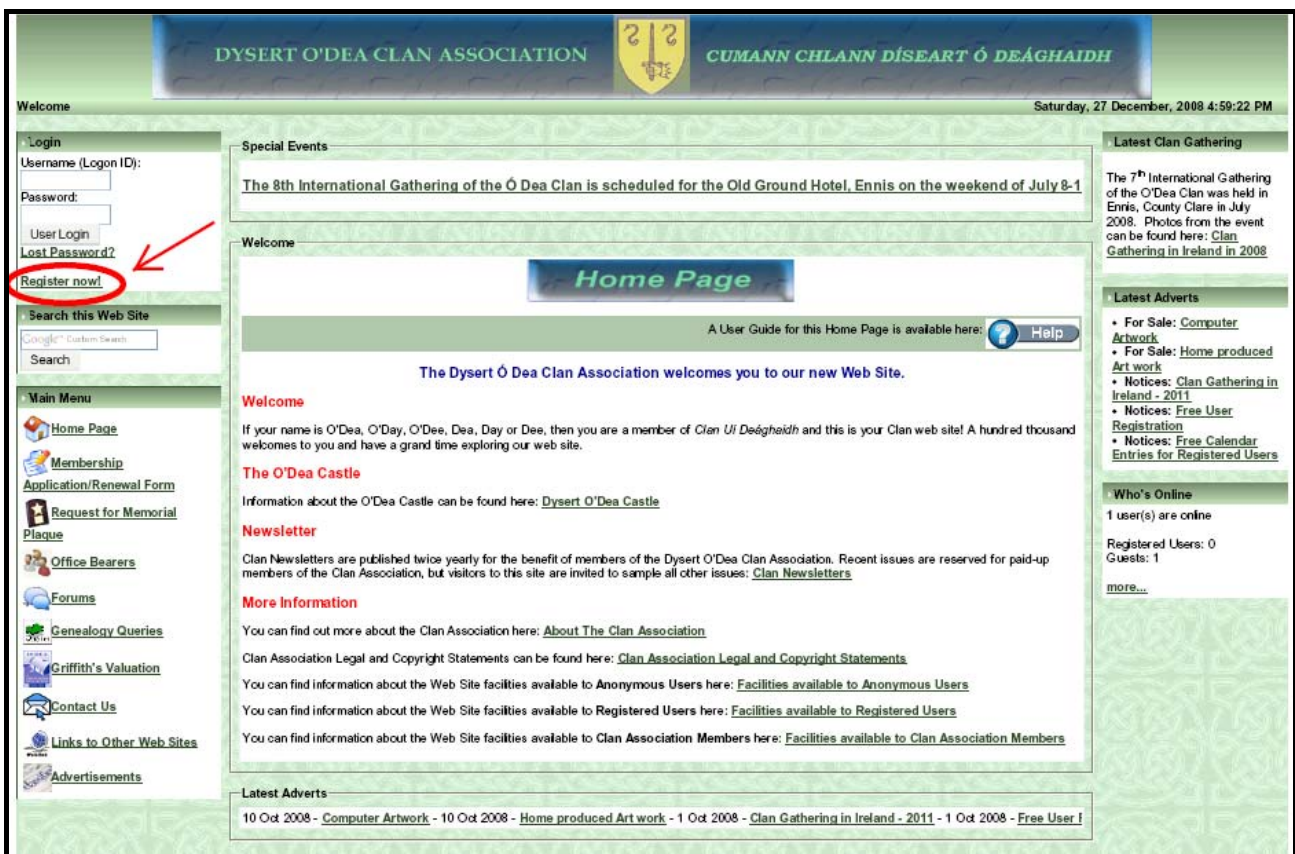 DYSERT O'DEA CLAN ASSOCIATION
CUMANN CHLANN DÍSEART Ó DEÁGHAIDH
Welcome
Saturday, 27 December, 2008 4:59:22 PM
Login
Username (Logon ID):
Password:
User Login
Lost Password?
Register now!
Search this Web Site
Google™ Custom Search
Search
Main Menu
Home Page
Membership
Application/Renewal Form
Request for Memorial
Plaque
Office Bearers
Forums
Genealogy Queries
Griffith's Valuation
Contact Us
Links to Other Web Sites
Advertisements
Special Events
The 8th International Gathering of the Ó Dea Clan is scheduled for the Old Ground Hotel, Ennis on the weekend of July 8-1
Welcome
Home Page
A User Guide for this Home Page is available here:
Help
The Dysert Ó Dea Clan Association welcomes you to our new Web Site.
Welcome
If your name is O'Dea, O'Day, O'Dee, Dea, Day or Dee, then you are a member of Clan Uí Deághaidh and this is your Clan web site! A hundred thousand
welcomes to you and have a grand time exploring our web site.
The O'Dea Castle
Information about the O'Dea Castle can be found here: Dysert O'Dea Castle
Newsletter
Clan Newsletters are published twice yearly for the benefit of members of the Dysert O'Dea Clan Association. Recent issues are reserved for paid-up
members of the Clan Association, but visitors to this site are invited to sample all other issues: Clan Newsletters
More Information
You can find out more about the Clan Association here: About The Clan Association
Clan Association Legal and Copyright Statements can be found here: Clan Association Legal and Copyright Statements
You can find information about the Web Site facilities available to Anonymous Users here: Facilities available to Anonymous Users
You can find information about the Web Site facilities available to Registered Users here: Facilities available to Registered Users
You can find information about the Web Site facilities available to Clan Association Members here: Facilities available to Clan Association Members
Latest Adverts
10 Oct 2008 - Computer Artwork - 10 Oct 2008 - Home produced Art work - 1 Oct 2008 - Clan Gathering in Ireland - 2011 - 1 Oct 2008 - Free User
Latest Clan Gathering
The 7th International Gathering
of the O'Dea Clan was held in
Ennis, County Clare in July
2008. Photos from the event
can be found here: Clan
Gathering in Ireland in 2008
Latest Adverts
• For Sale: Computer
Artwork
• For Sale: Home produced
Art work
• Notices: Clan Gathering in
Ireland - 2011
• Notices: Free User
Registration
• Notices: Free Calendar
Entries for Registered Users
Who's Online
1 user(s) are online
Registered Users: 0
Guests: 1
more...